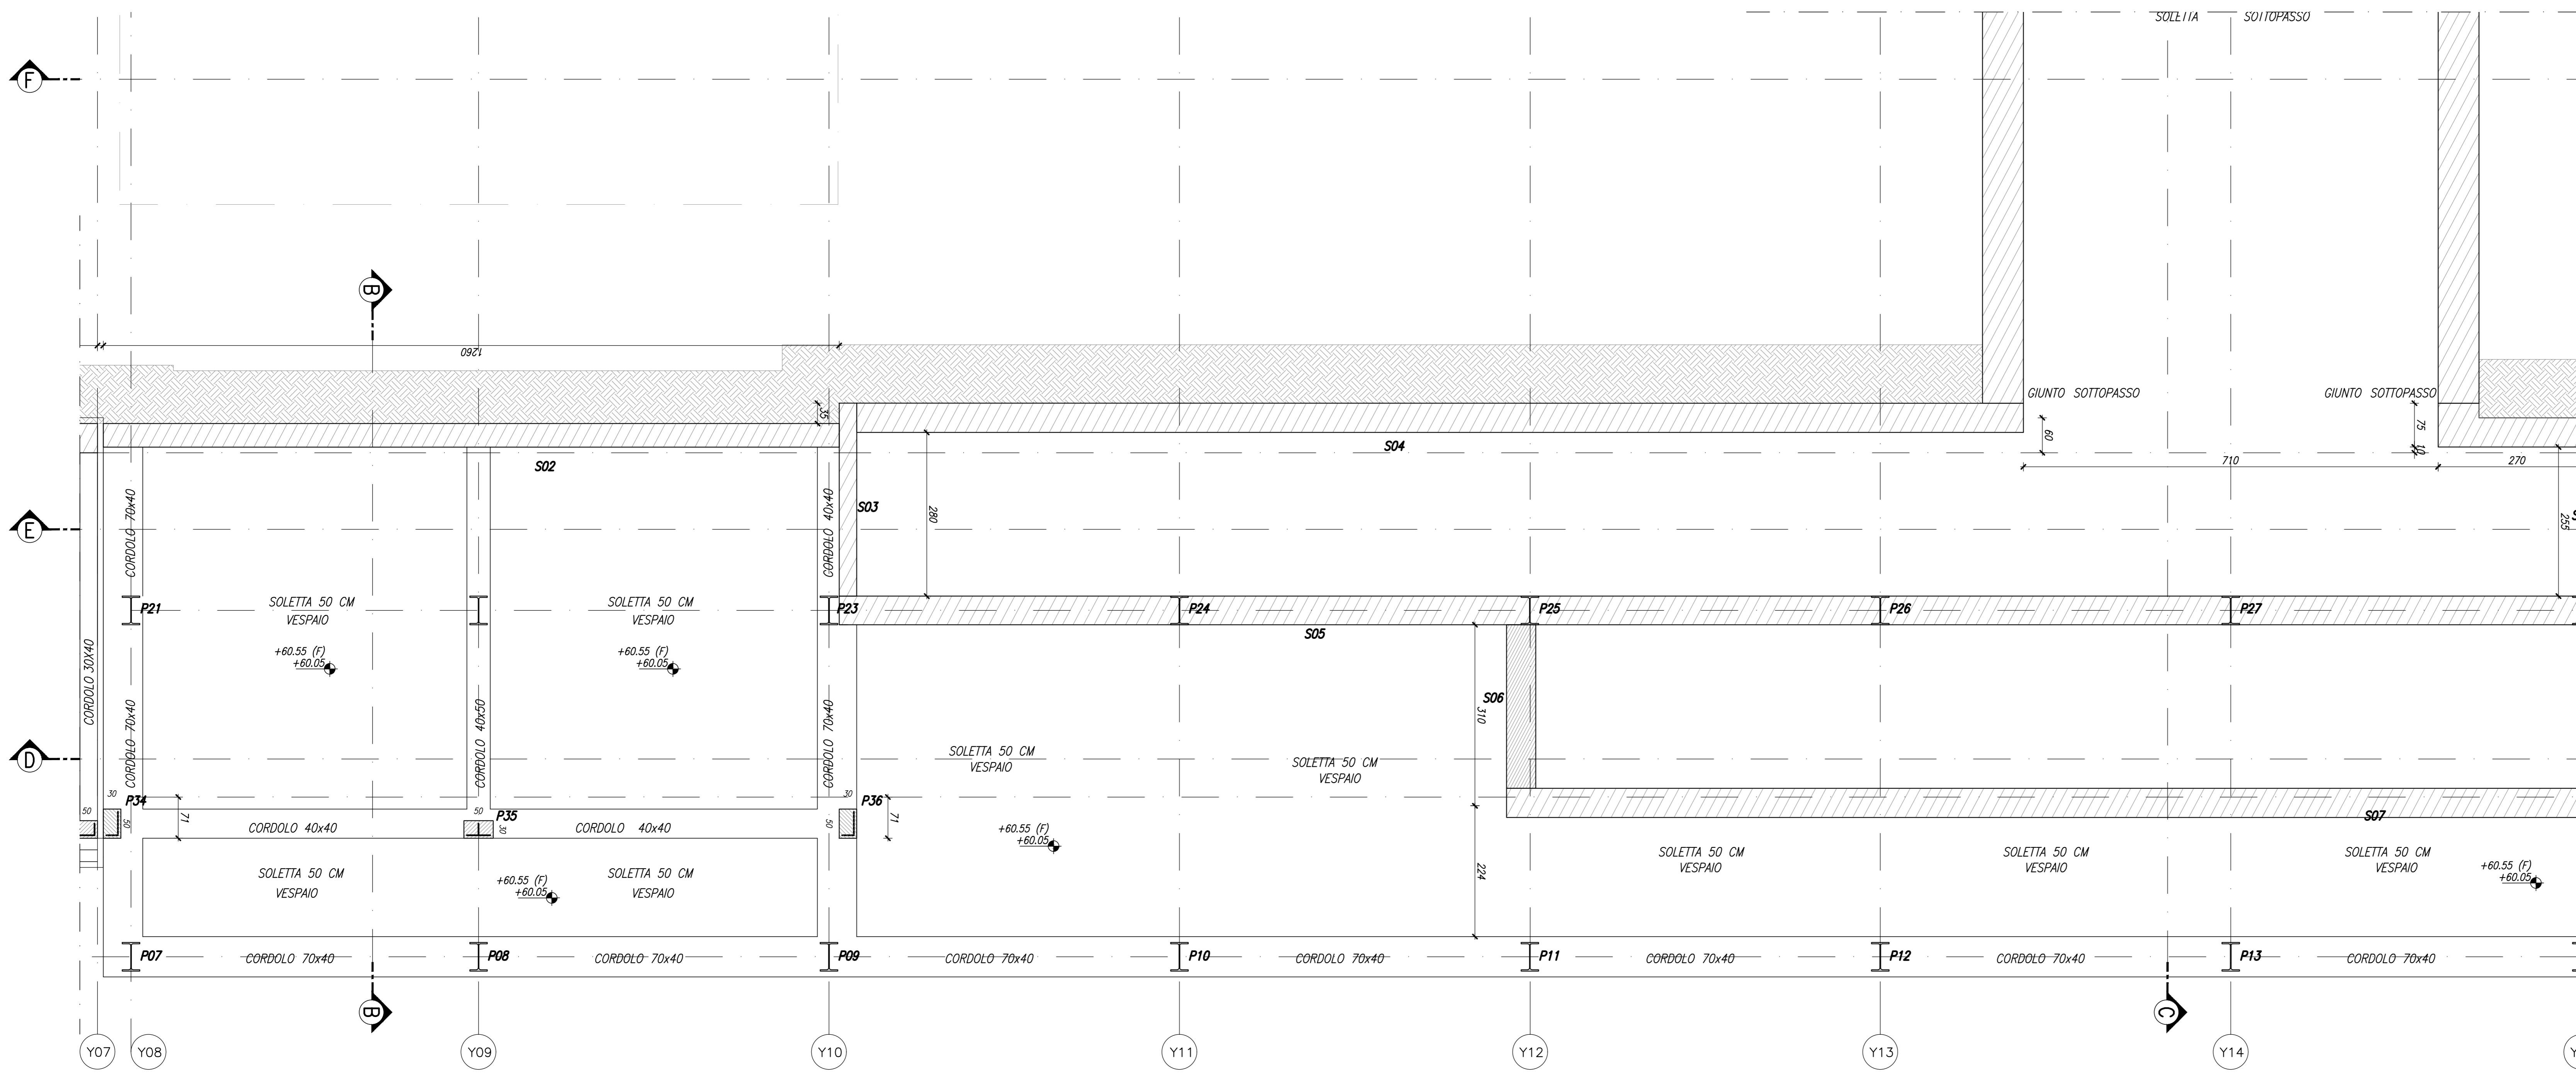 SOLETTA SOTTOPASSO
F
B
1260
35
GIUNTO SOTTOPASSO
GIUNTO SOTTOPASSO
60
75
10
710
270
S02
S04
CORDOLO 70x40
CORDOLO 40x40
S03
280
255
E
P21
SOLETTA 50 CM
VESPAIO
SOLETTA 50 CM
VESPAIO
P23
P24
P25
P26
P27
S05
+60.55 (F)
+60.05
+60.55 (F)
+60.05
CORDOLO 30X40
CORDOLO 70x40
CORDOLO 40x50
CORDOLO 70x40
S06
310
D
SOLETTA 50 CM
VESPAIO
SOLETTA 50 CM
VESPAIO
30
P34
50
50
71
50
P35
30
30
P36
50
71
CORDOLO 40x40
CORDOLO 40x40
S07
+60.55 (F)
+60.05
SOLETTA 50 CM
VESPAIO
SOLETTA 50 CM
VESPAIO
SOLETTA 50 CM
VESPAIO
+60.55 (F)
+60.05
224
SOLETTA 50 CM
VESPAIO
SOLETTA 50 CM
VESPAIO
+60.55 (F)
+60.05
P07
CORDOLO 70x40
P08
CORDOLO 70x40
P09
CORDOLO 70x40
P10
CORDOLO 70x40
P11
CORDOLO 70x40
P12
CORDOLO 70x40
P13
CORDOLO 70x40
B
C
Y07
Y08
Y09
Y10
Y11
Y12
Y13
Y14